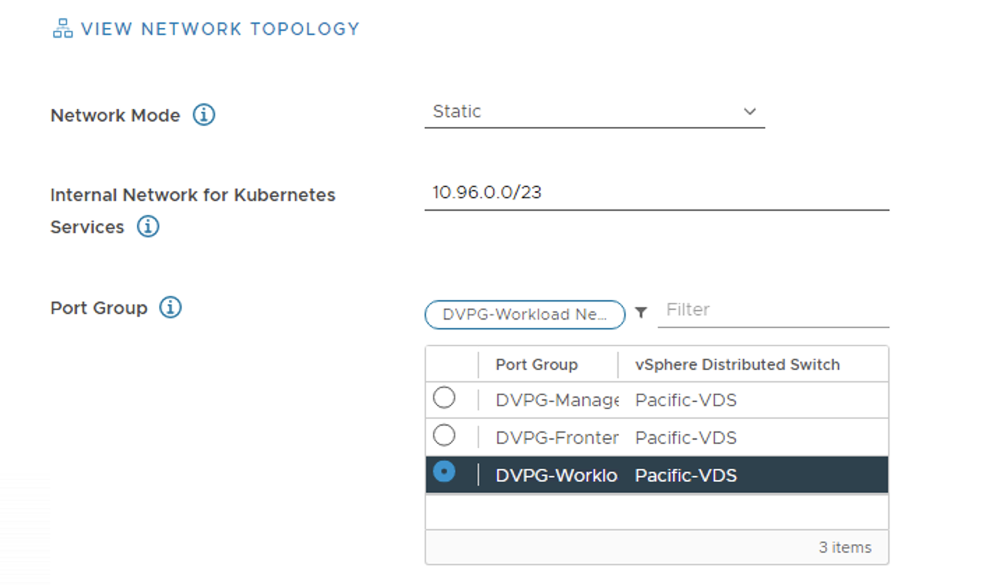 VIEW NETWORK TOPOLOGY
Network Mode
Static
Internal Network for Kubernetes
Services
10.96.0.0/23
Port Group
DVPG-Workload Ne...
Filter
Port Group vSphere Distributed Switch
DVPG-Manage Pacific-VDS
DVPG-Fronter Pacific-VDS
DVPG-Worklo Pacific-VDS
3 items